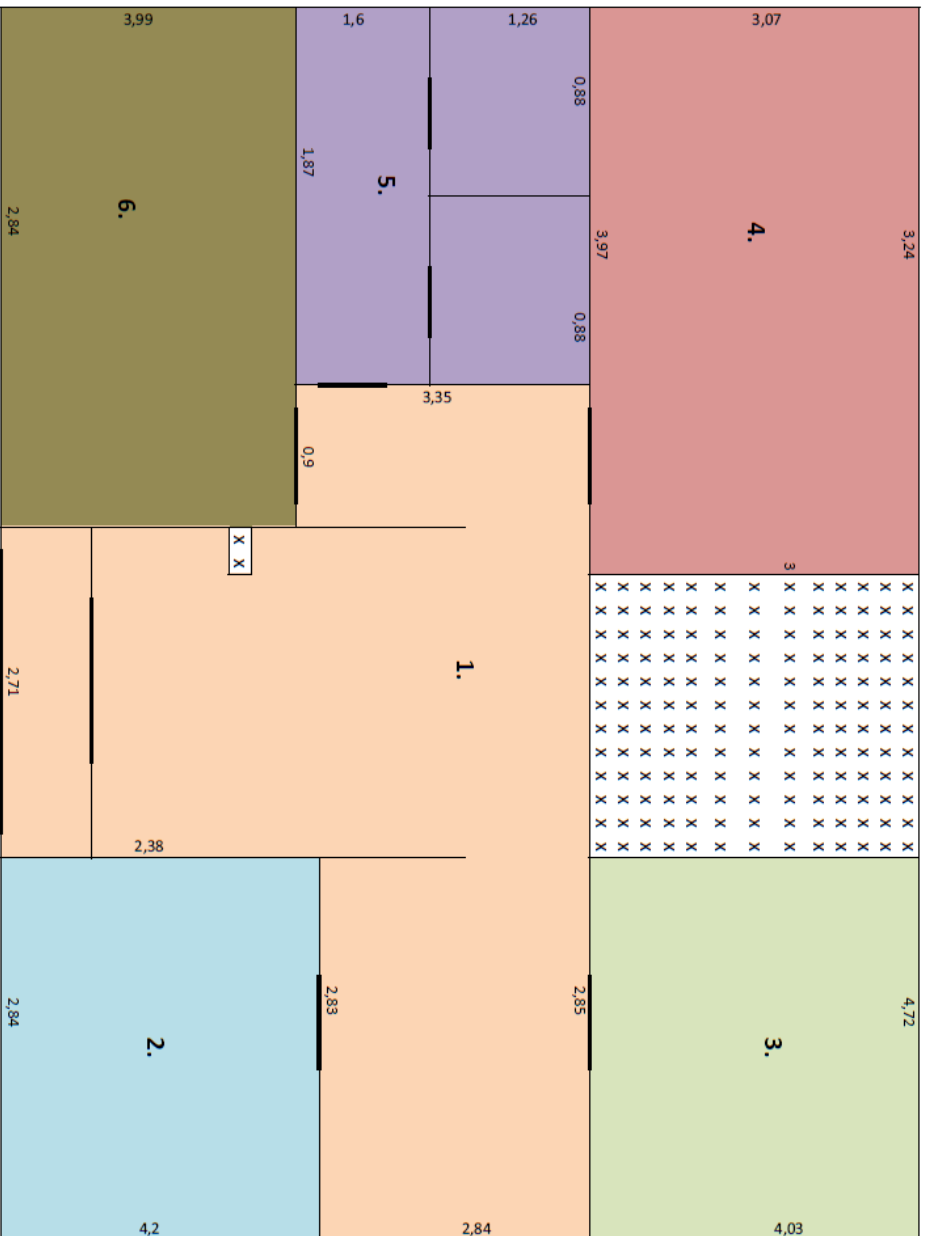 3,99
1,6
1,26
3,07
0,88
1,87
5.
6.
2,84
4.
3,97
3,24
0,88
3,35
0,9
x x
3
x x x x x x x x x x x x x
x x x x x x x x x x x x x
x x x x x x x x x x x x x
x x x x x x x x x x x x x
x x x x x x x x x x x x x
x x x x x x x x x x x x x
x x x x x x x x x x x x x
x x x x x x x x x x x x x
x x x x x x x x x x x x x
x x x x x x x x x x x x x
x x x x x x x x x x x x x
x x x x x x x x x x x x x
1.
2,71
2,38
2,84
2,83
2,85
4,72
2.
3.
4,2
2,84
4,03